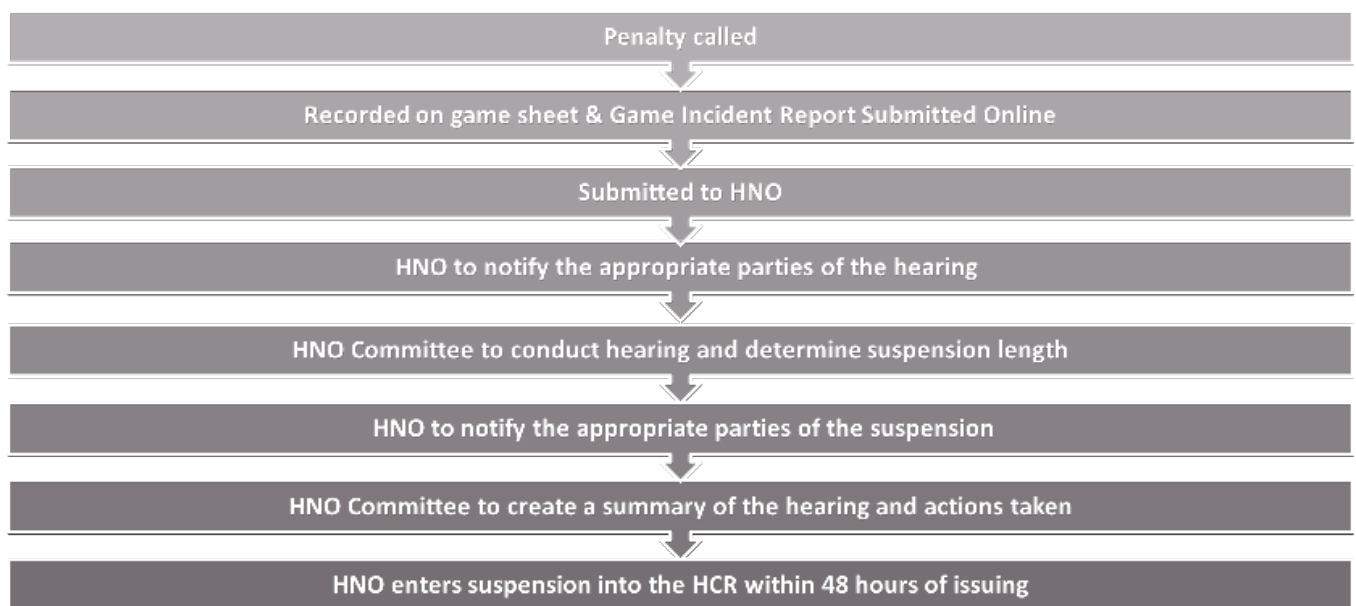 Penalty called
Recorded on game sheet & Game Incident Report Submitted Online
Submitted to HNO
HNO to notify the appropriate parties of the hearing
HNO Committee to conduct hearing and determine suspension length
HNO to notify the appropriate parties of the suspension
HNO Committee to create a summary of the hearing and actions taken
HNO enters suspension into the HCR within 48 hours of issuing